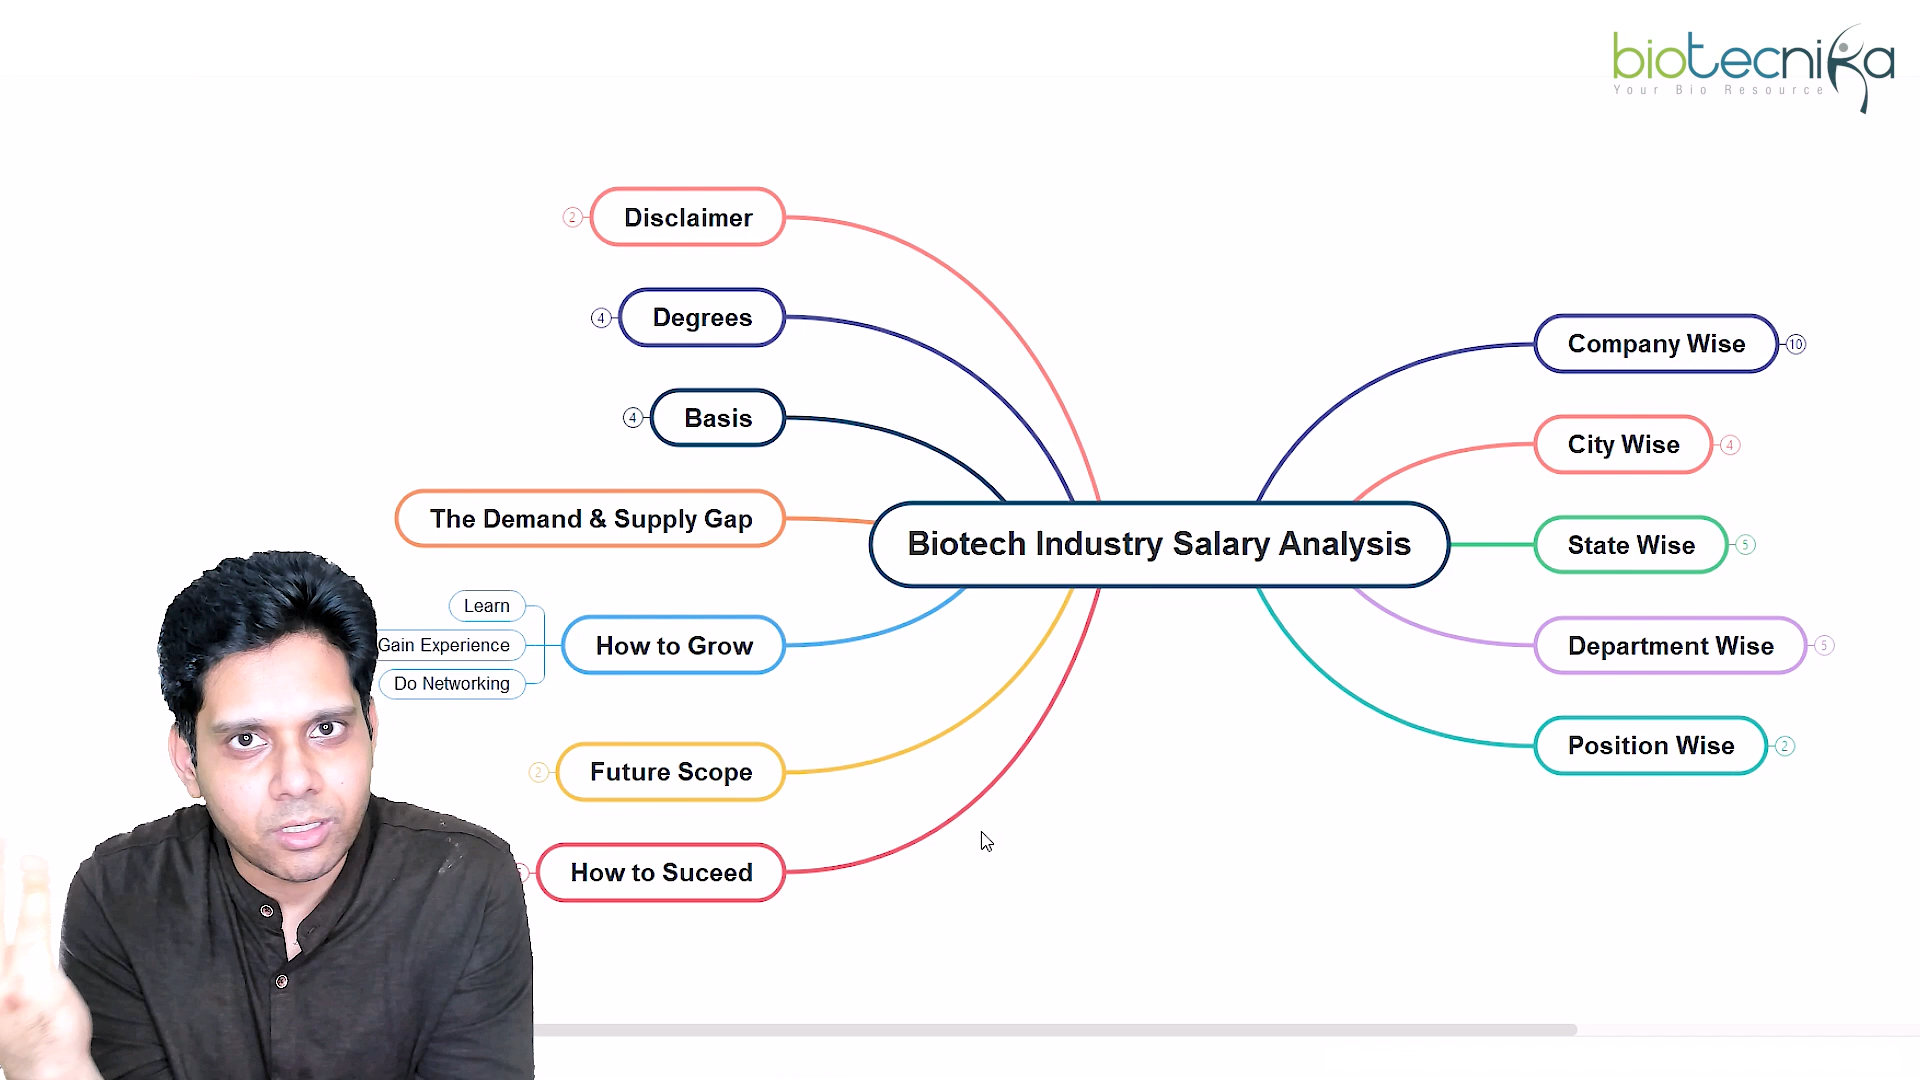 biotecnika
Your Bio Resource
2
Disclaimer
4
Degrees
4
Basis
The Demand & Supply Gap
Learn
Gain Experience
Do Networking
How to Grow
2
Future Scope
How to Suceed
Biotech Industry Salary Analysis
Company Wise
10
City Wise
4
State Wise
5
Department Wise
5
Position Wise
2